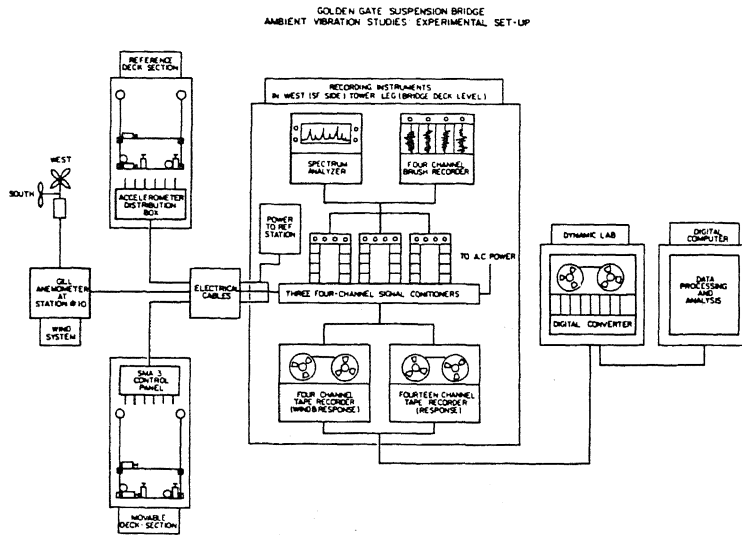 GOLDEN GATE SUSPENSION BRIDGE
AMBIENT VIBRATION STUDIES: EXPERIMENTAL SET-UP
REFERENCE
DECK SECTION
RECORDING INSTRUMENTS
IN WEST (SF SIDE) TOWER LEG (BRIDGE DECK LEVEL)
SPECTRUM
ANALYZER
FOUR CHANNEL
BRUSH RECORDER
WEST
SOUTH
ACCELEROMETER
DISTRIBUTION
BOX
POWER
TO REF
STATION
TO A.C POWER
DYNAMIC LAB
DIGITAL
COMPUTER
GILL
ANEMOMETER
AT
STATION #10
WIND
SYSTEM
ELECTRICAL
CABLES
THREE FOUR-CHANNEL SIGNAL CONITIONERS
DIGITAL CONVERTER
DATA
PROCESSING
AND
ANALYSIS
SMA 3
CONTROL
PANEL
FOUR CHANNEL
TAPE RECORDER
(WIND & RESPONSE)
FOURTEEN CHANNEL
TAPE RECORDER
(RESPONSE)
MOVABLE
DECK-SECTION